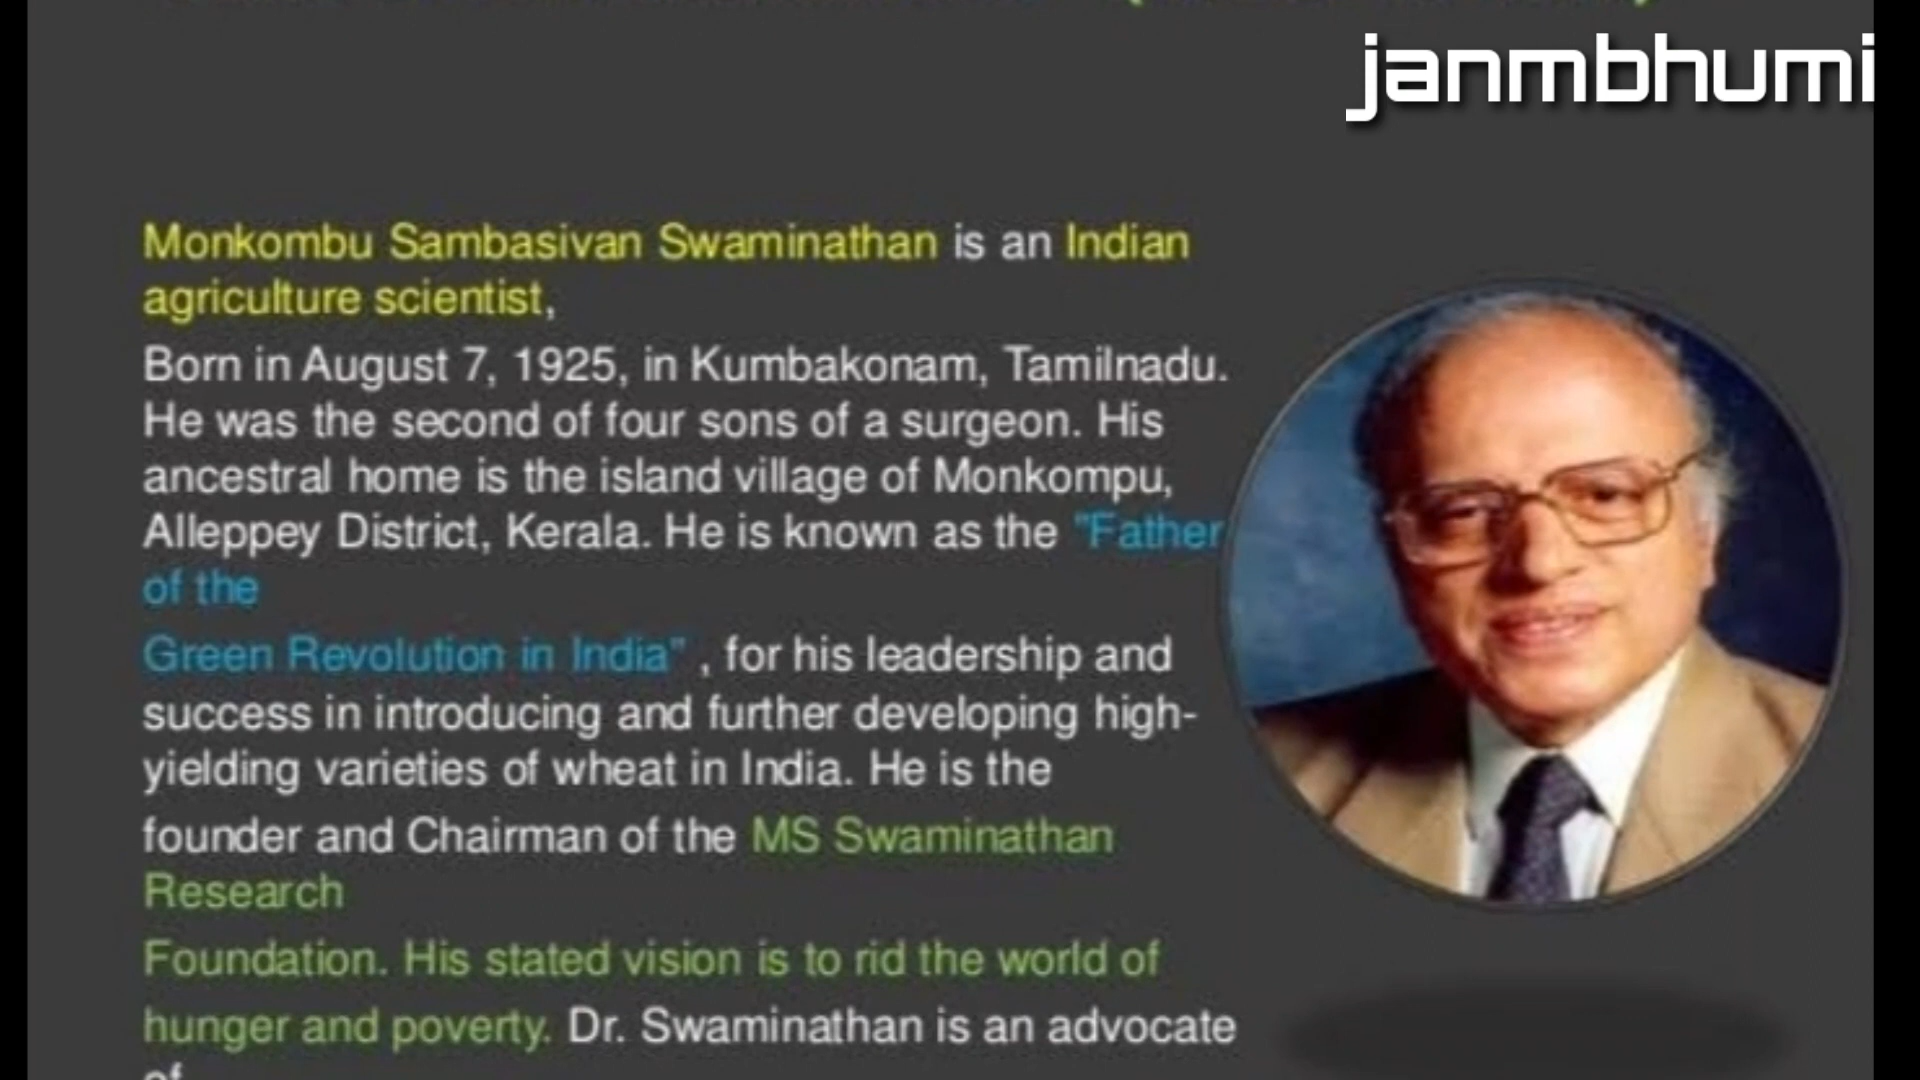 janmbhumi
Monkombu Sambasivan Swaminathan is an Indian
agriculture scientist,
Born in August 7, 1925, in Kumbakonam, Tamilnadu.
He was the second of four sons of a surgeon. His
ancestral home is the island village of Monkompu,
Alleppey District, Kerala. He is known as the "Father
of the
Green Revolution in India" , for his leadership and
success in introducing and further developing high-
yielding varieties of wheat in India. He is the
founder and Chairman of the MS Swaminathan
Research
Foundation. His stated vision is to rid the world of
hunger and poverty. Dr. Swaminathan is an advocate
of